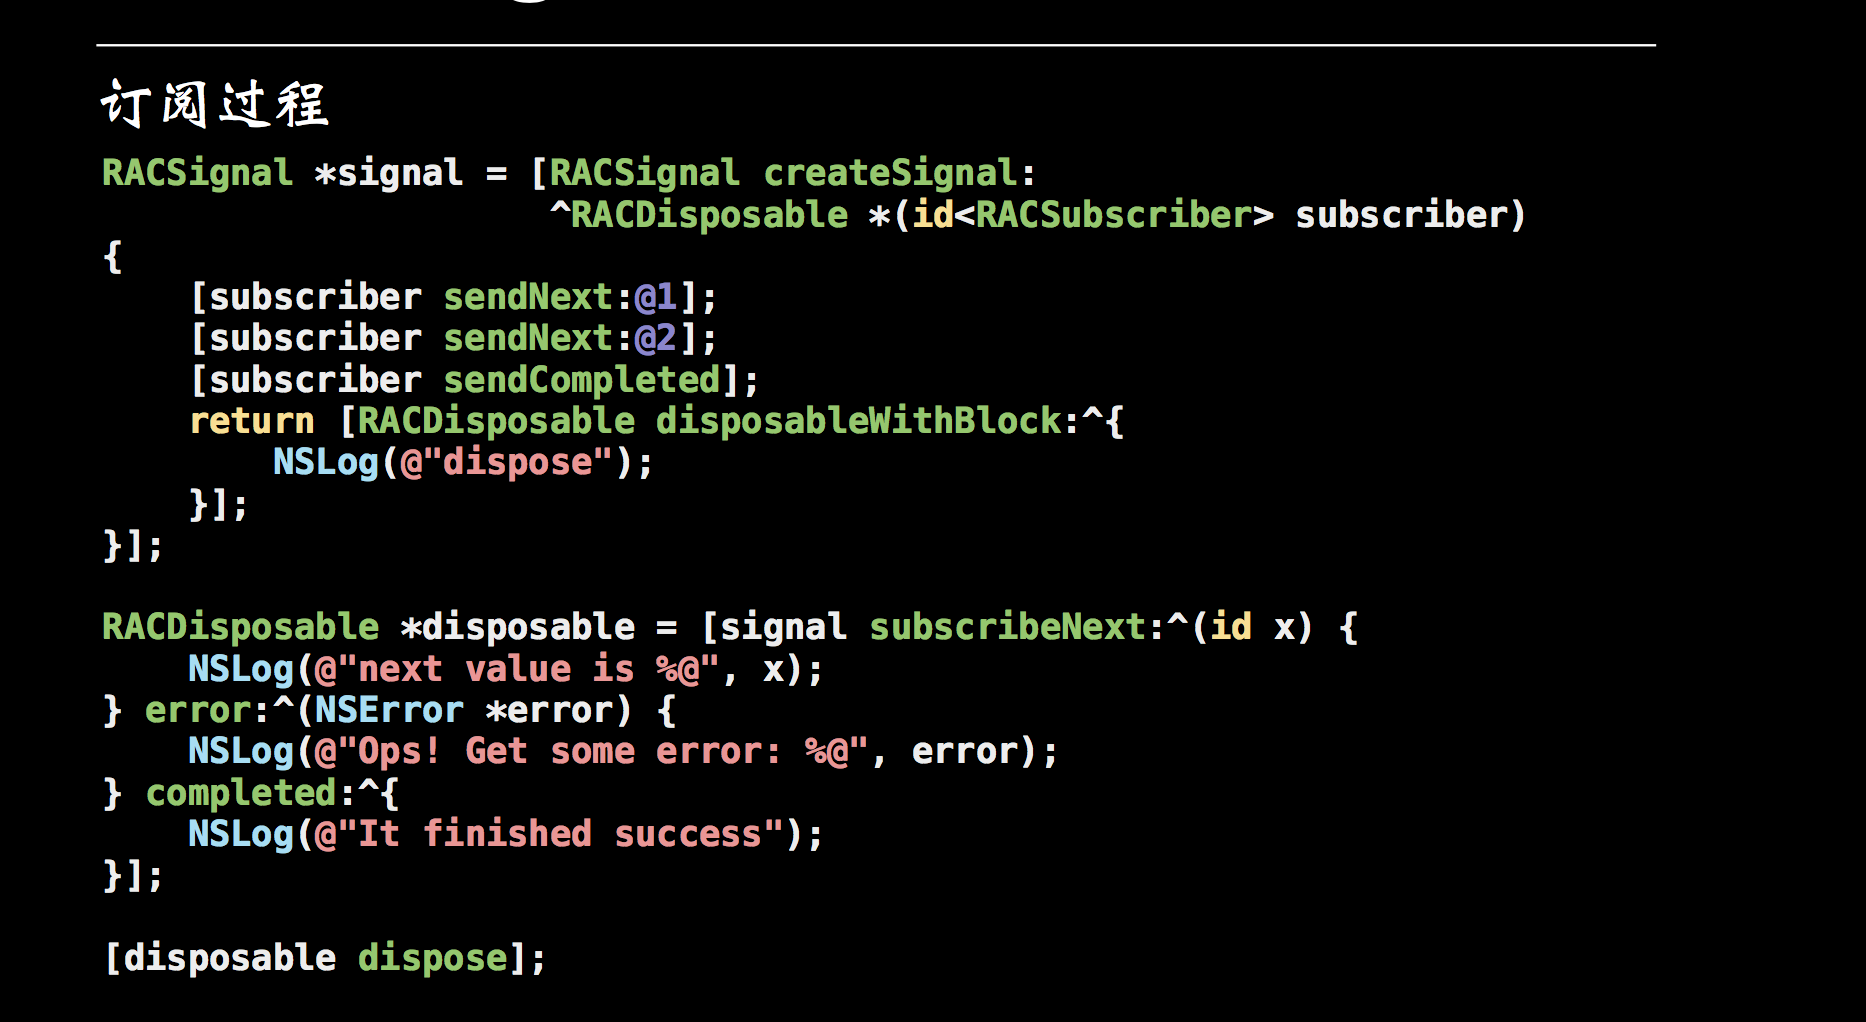 订阅过程
RACSignal *signal = [RACSignal createSignal:
^RACDisposable *(id<RACSubscriber> subscriber)
{
[subscriber sendNext:@1];
[subscriber sendNext:@2];
[subscriber sendCompleted];
return [RACDisposable disposableWithBlock:^{
NSLog(@"dispose");
}];
}];
RACDisposable *disposable = [signal subscribeNext:^(id x) {
NSLog(@"next value is %@", x);
} error:^(NSError *error) {
NSLog(@"Ops! Get some error: %@", error);
} completed:^{
NSLog(@"It finished success");
}];
[disposable dispose];